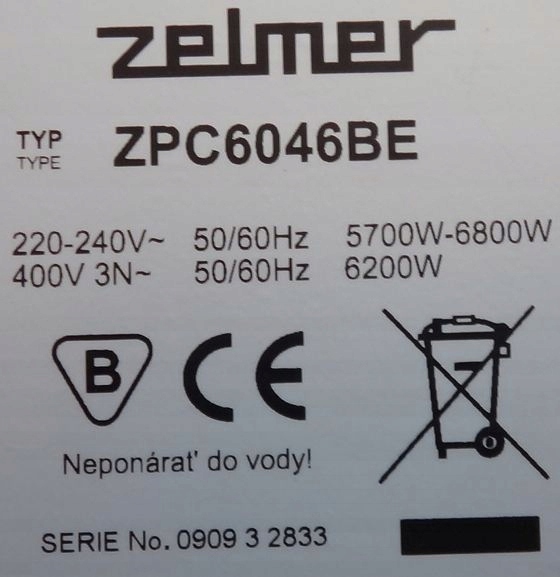 zelmer
TYP ZPC6046BE
TYPE
220-240V~ 50/60Hz 5700W-6800W
400V 3N~ 50/60Hz 6200W
B CE
Neponárat' do vody!
SERIE No. 0909 3 2833